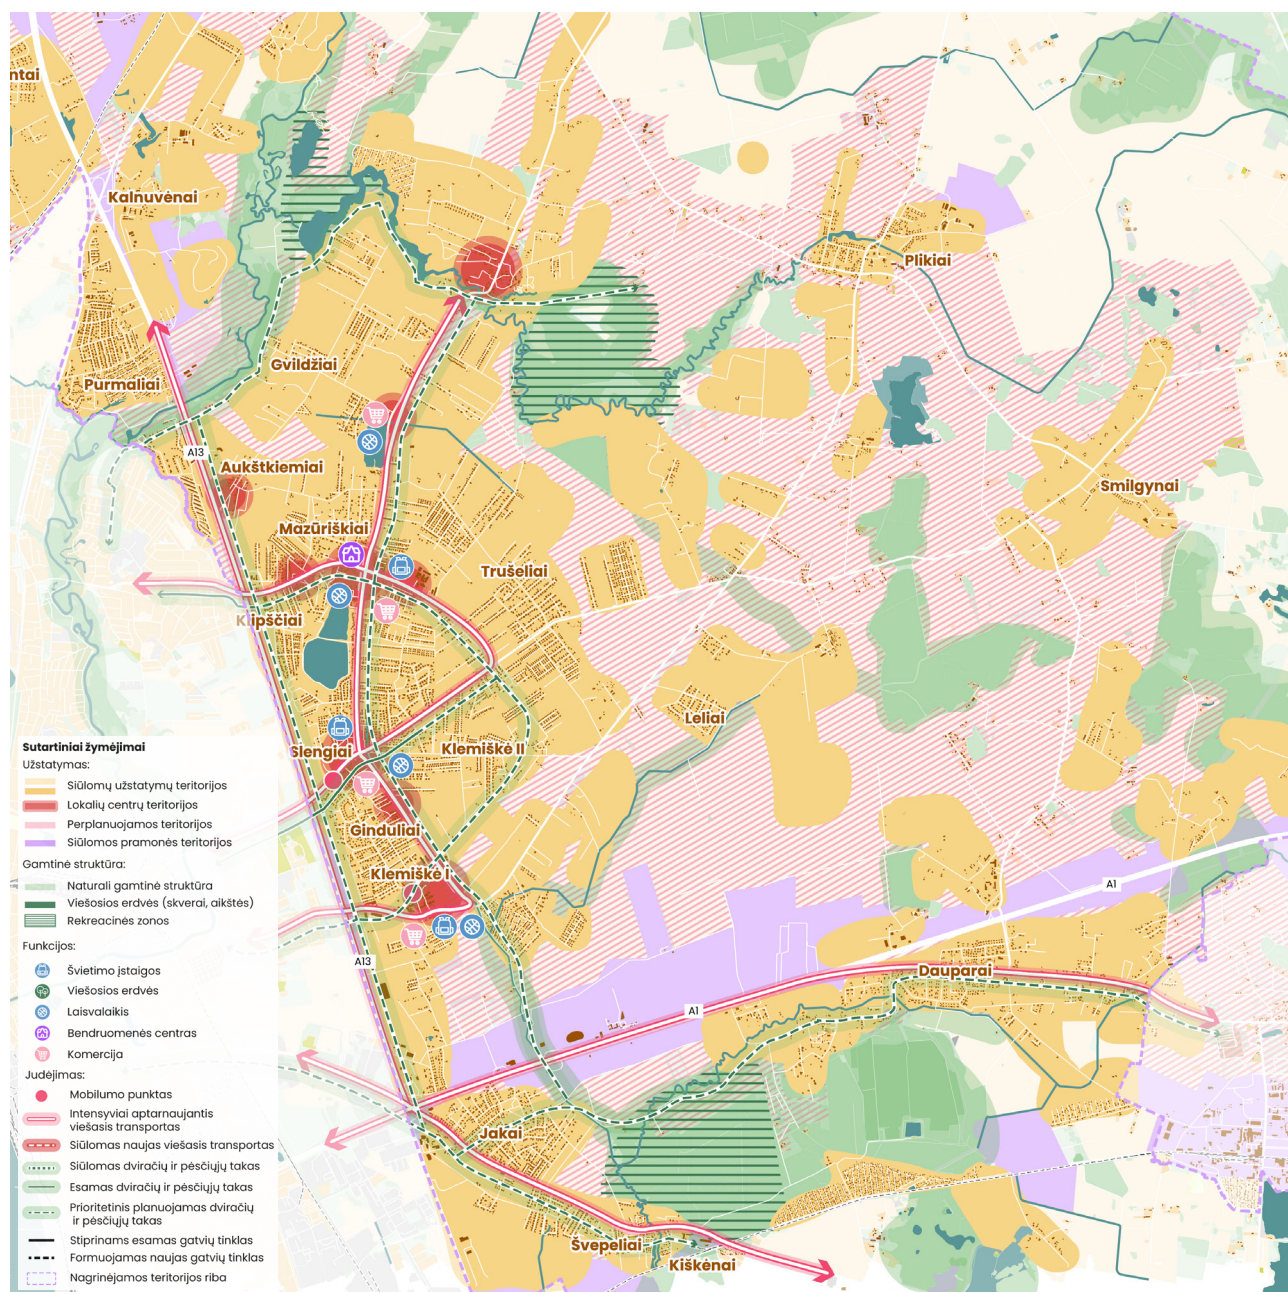 ntai
Kalnuvėnai
Plikiai
Gvildžiai
Purmaliai
A13
Aukštkiemiai
Smilgynai
Mazūriškiai
Trušeliai
Klipščiai
Leliai
Slengiai
Klemiškė II
Ginduliai
Klemiškė I
A1
A13
Dauparai
A1
Jakai
Švepeliai
Kiškėnai
Sutartiniai žymėjimai
Užstatymas:
Siūlomų užstatymų teritorijos
Lokalių centrų teritorijos
Perplanuojamos teritorijos
Siūlomos pramonės teritorijos
Gamtinė struktūra:
Naturali gamtinė struktūra
Viešosios erdvės (skverai, aikštės)
Rekreacinės zonos
Funkcijos:
Švietimo įstaigos
Viešosios erdvės
Laisvalaikis
Bendruomenės centras
Komercija
Judėjimas:
Mobilumo punktas
Intensyviai aptarnaujantis
viešasis transportas
Siūlomas naujas viešasis transportas
Siūlomas dviračių ir pėsčiųjų takas
Esamas dviračių ir pėsčiųjų takas
Prioritetinis planuojamas dviračių
ir pėsčiųjų takas
Stiprinams esamas gatvių tinklas
Formuojamas naujas gatvių tinklas
Nagrinėjamos teritorijos riba